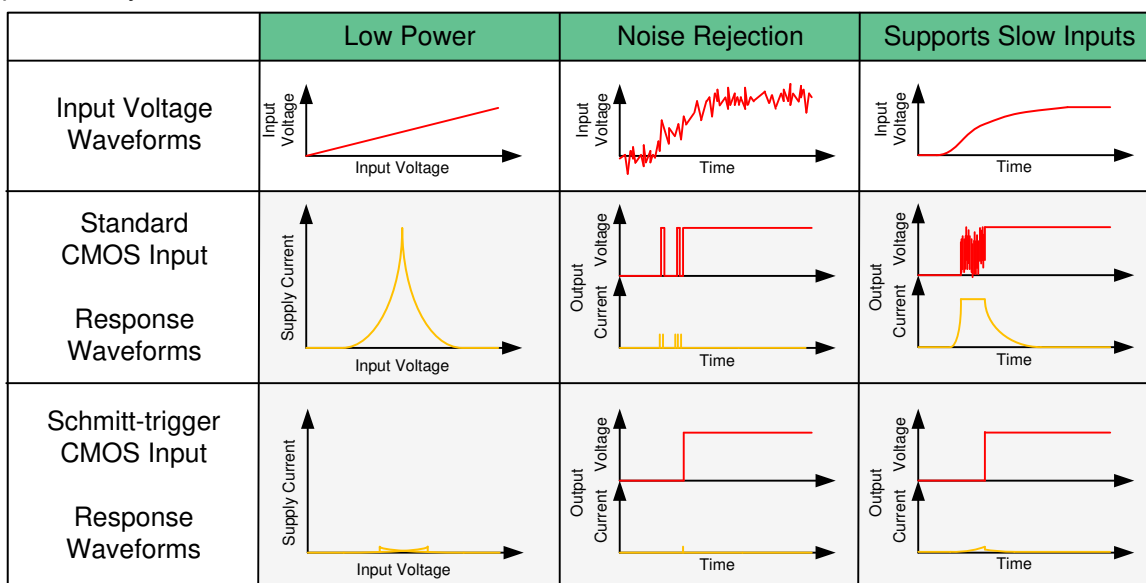 Low Power
Noise Rejection
Supports Slow Inputs
Input Voltage
Waveforms
Input
Voltage
Input Voltage
Input
Voltage
Time
Input
Voltage
Time
Standard
CMOS Input
Response
Waveforms
Supply Current
Input Voltage
Output
Voltage
Current
Time
Output
Voltage
Current
Time
Schmitt-trigger
CMOS Input
Response
Waveforms
Supply Current
Input Voltage
Output
Voltage
Current
Time
Output
Voltage
Current
Time